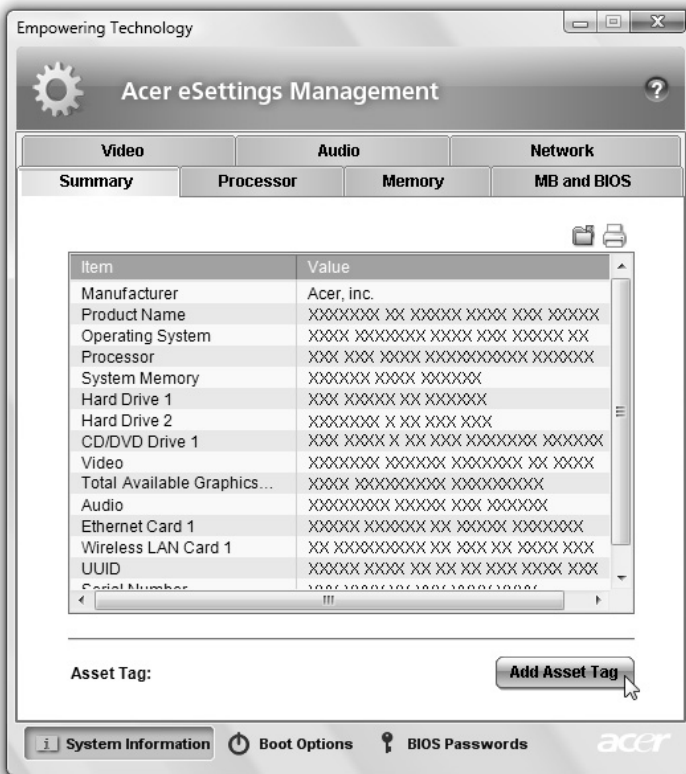 Empowering Technology
Acer eSettings Management ?
Video Audio Network
Summary Processor Memory MB and BIOS
Item Value
Manufacturer Acer, inc.
Product Name XXXXXXX XX XXXXX XXXX XXX XXXXX
Operating System XXXX XXXXXXX XXXX XXX XXXXX XX
Processor XXX XXX XXXX XXXXXXXXXX XXXXXX
System Memory XXXXXX XXXX XXXXXX
Hard Drive 1 XXX XXXXX XX XXXXXX
Hard Drive 2 XXXXXXX X XX XXX XXX
CD/DVD Drive 1 XXX XXXX X XX XXX XXXXXXX XXXXXX
Video XXXXXXX XXXXXX XXXXXXX XX XXXX
Total Available Graphics... XXXX XXXXXXXXXX XXXXXXXXX
Audio XXXXXXXX XXXXX XXX XXXXXX
Ethernet Card 1 XXXXX XXXXXX XX XXXXX XXXXXXX
Wireless LAN Card 1 XX XXXXXXXXX XX XXX XX XXXX XXX
UUID XXXXX XXXX XX XX XX XXX XXXX XXX
Serial Number
Asset Tag: Add Asset Tag
System Information Boot Options BIOS Passwords acer